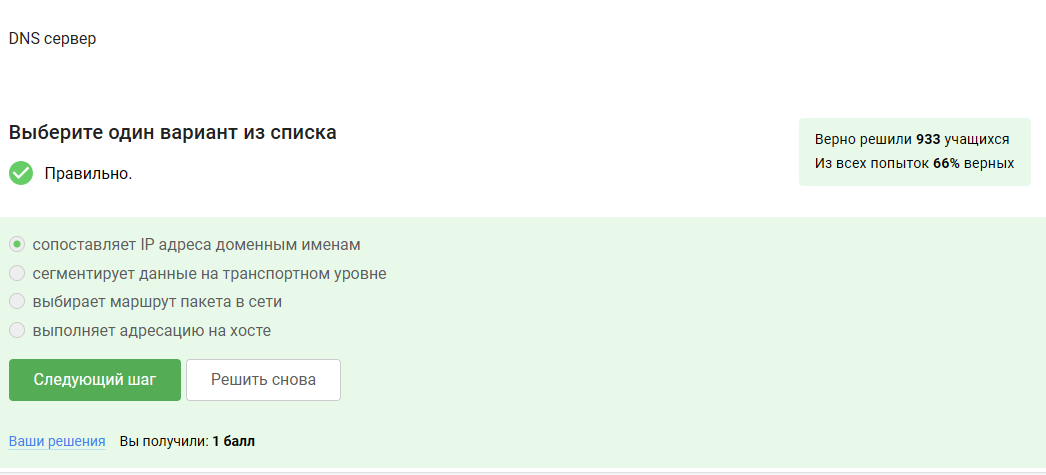 DNS сервер
Выберите один вариант из списка
Правильно.
Верно решили 933 учащихся
Из всех попыток 66% верных
сопоставляет IP адреса доменным именам
сегментирует данные на транспортном уровне
выбирает маршрут пакета в сети
выполняет адресацию на хосте
Следующий шаг
Решить снова
Ваши решения Вы получили: 1 балл